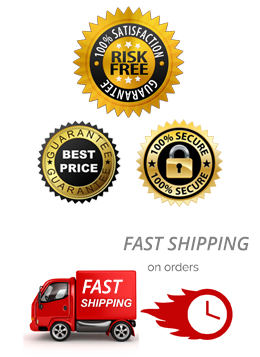 100% SATISFACTION
RISK
FREE
GUARANTEE
GUARANTEE
BEST
PRICE
GUARANTEE
100% SECURE
100% SECURE
FAST SHIPPING
on orders
FAST
SHIPPING